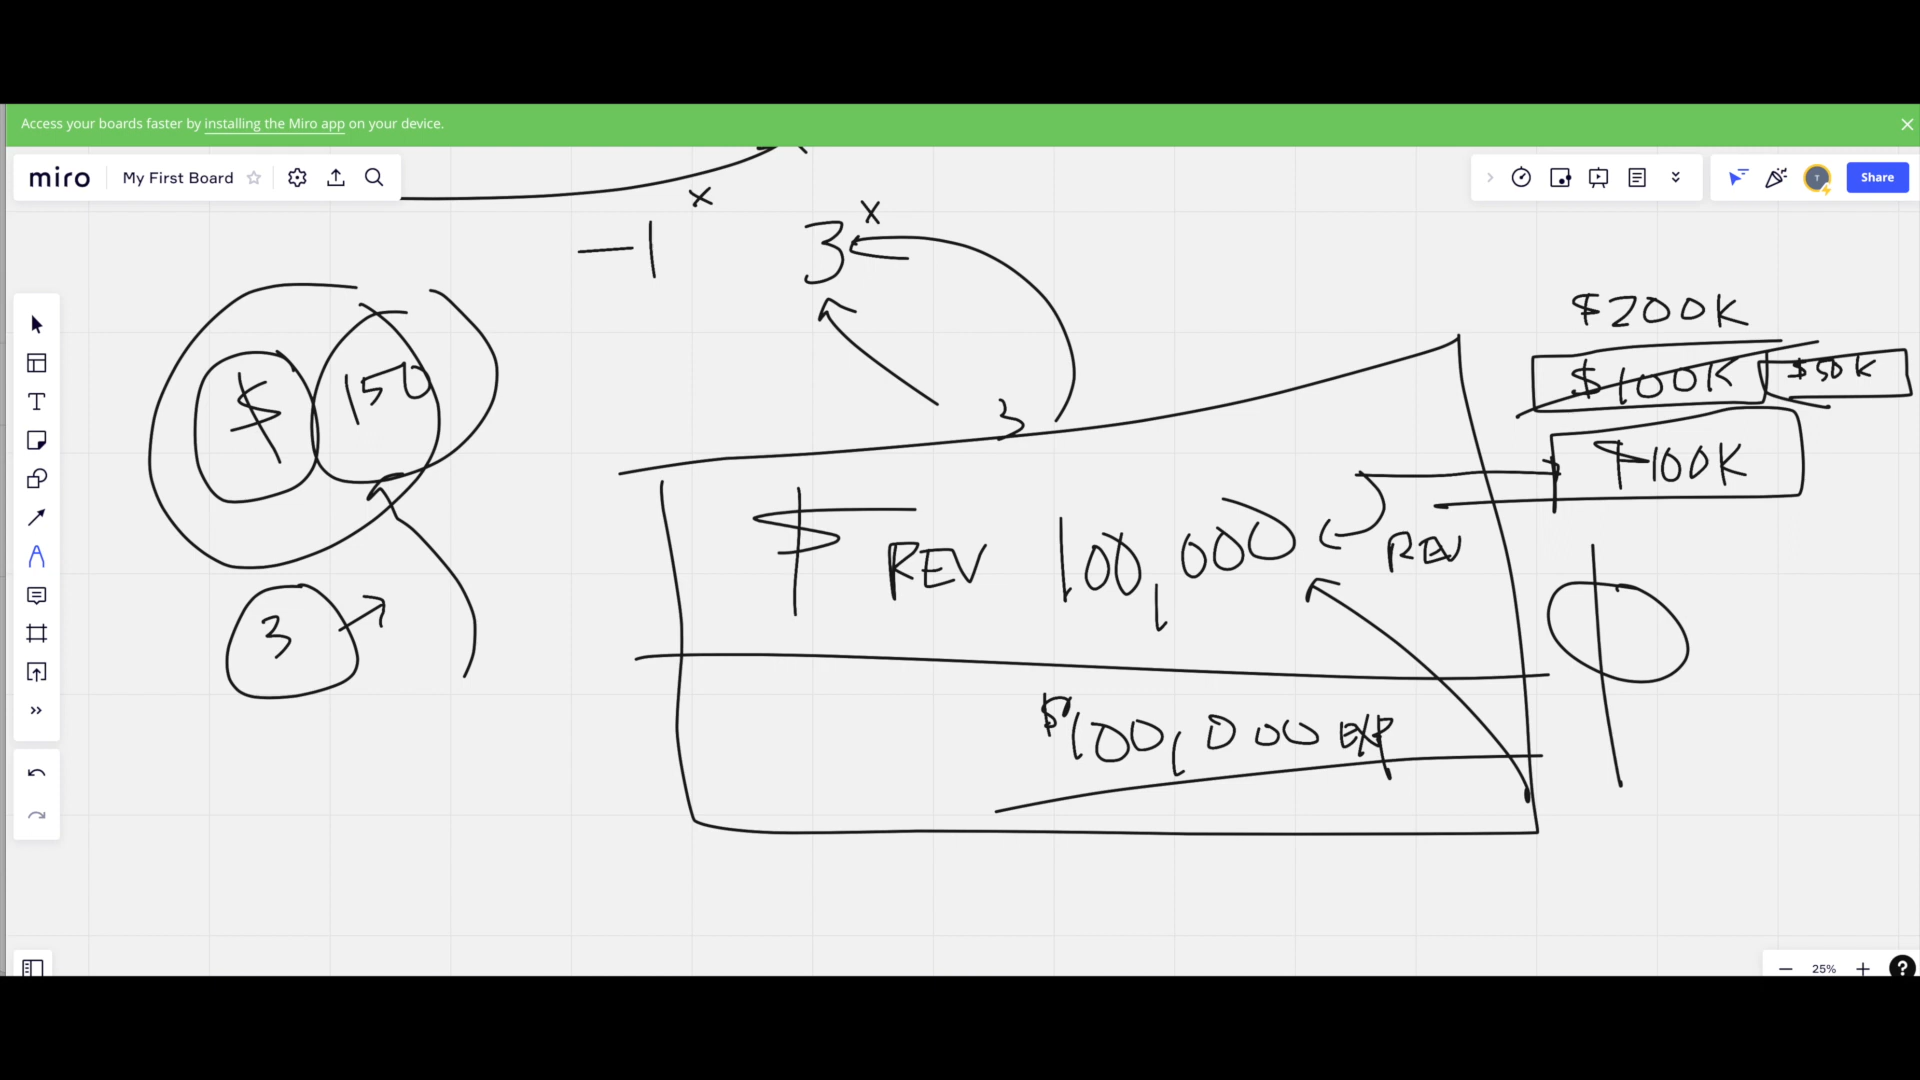 Access your boards faster by installing the Miro app on your device.
miro
My First Board
Share
-1 x
3 x
$200K
$ 150
$100K
$50K
3
$100K
$ REV 100,000
REV
3
$100,000 EXP
25%
?